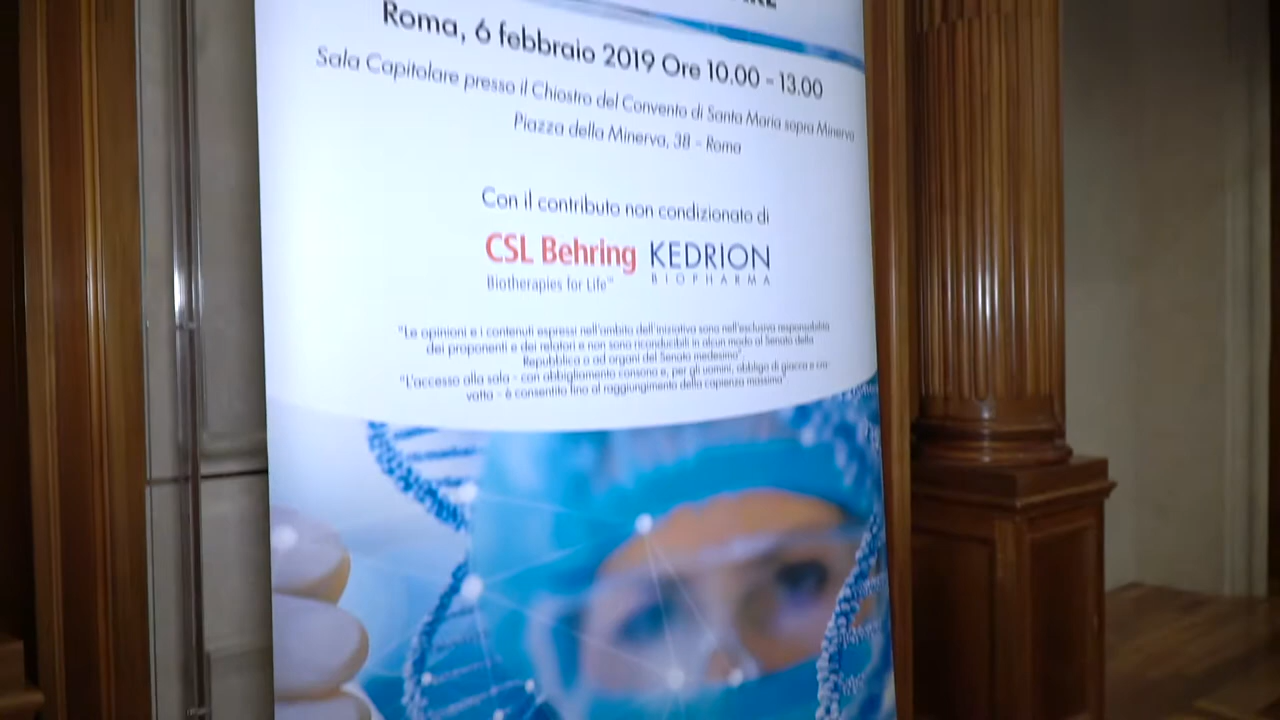 Roma, 6 febbraio 2019 Ore 10.00 - 13.00
Sala Capitolare presso il Chiostro del Convento di Santa Maria sopra Minerva
Piazza della Minerva, 38 - Roma
Con il contributo non condizionato di
CSL Behring KEDRION
Biotherapies for Life™ BIOPHARMA
"Le opinioni e i contenuti espressi nell'ambito dell'iniziativa sono nell'esclusiva responsabilità
dei proponenti e dei relatori e non sono riconducibili in alcun modo al Senato della
Repubblica o ad organi del Senato medesimo".
"L'accesso alla sala - con abbigliamento consono e, per gli uomini, obbligo di giacca e cra-
vatta - è consentito fino al raggiungimento della capienza massima"